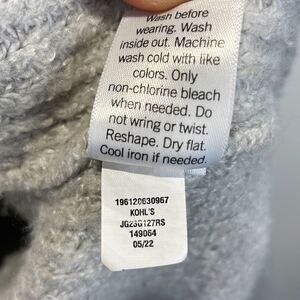 Wash before
wearing. Wash
inside out. Machine
wash cold with like
colors. Only
non-chlorine bleach
when needed. Do
not wring or twist.
Reshape. Dry flat.
Cool iron if needed.
196120630967
KOHL'S
JG23G127RS
149064
05/22